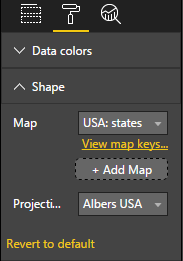 Data colors
Shape
Map USA: states
View map keys...
+ Add Map
Projecti... Albers USA
Revert to default